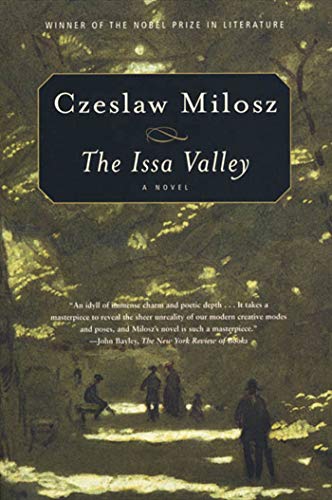 WINNER OF THE NOBEL PRIZE IN LITERATURE
Czeslaw Milosz
The Issa Valley
A NOVEL
"An idyll of immense charm and poetic depth . . . It takes a
masterpiece to reveal the sheer unreality of our modern creative modes
and poses, and Milosz's novel is such a masterpiece."
—John Bayley, The New York Review of Books